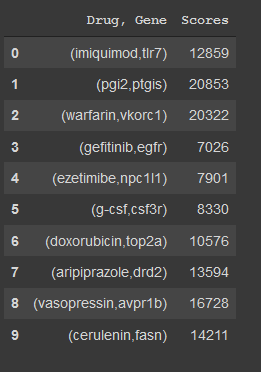 Drug, Gene Scores
0 (imiquimod,tlr7) 12859
1 (pgi2,ptgis) 20853
2 (warfarin,vkorc1) 20322
3 (gefitinib,egfr) 7026
4 (ezetimibe,npc1l1) 7901
5 (g-csf,csf3r) 8330
6 (doxorubicin,top2a) 10576
7 (aripiprazole,drd2) 13594
8 (vasopressin,avpr1b) 16728
9 (cerulenin,fasn) 14211